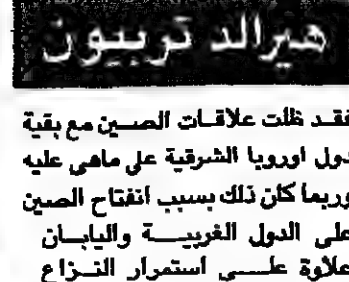 هيرالد تربيون
فقد ظلت علاقات الصين مع بقية
دول اوروبا الشرقية على ماهى عليه
وربما كان ذلك بسبب انفتاح الصين
على الدول الغربية واليابان
علاوة على استمرار النزاع